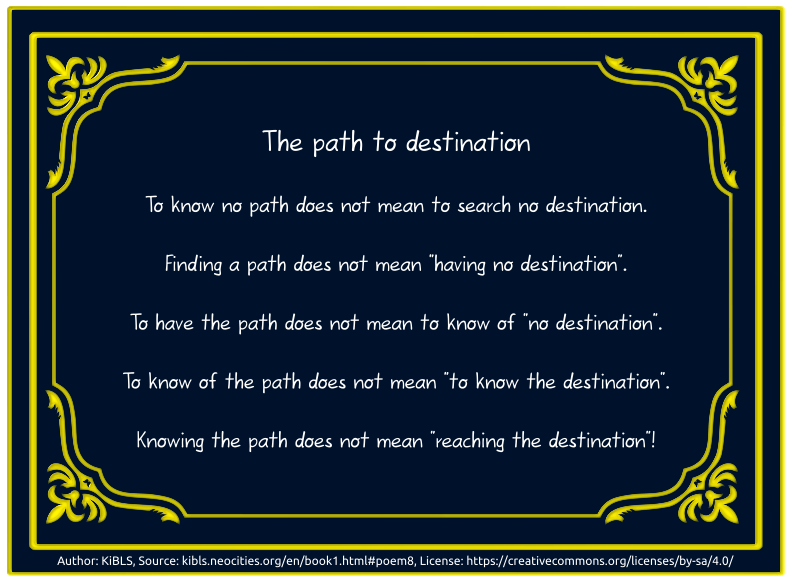 The path to destination
To know no path does not mean to search no destination.
Finding a path does not mean "having no destination".
To have the path does not mean to know of "no destination".
To know of the path does not mean "to know the destination".
Knowing the path does not mean "reaching the destination"!
Author: KiBLS, Source: kibls.neocities.org/en/book1.html#poem8, License: https://creativecommons.org/licenses/by-sa/4.0/